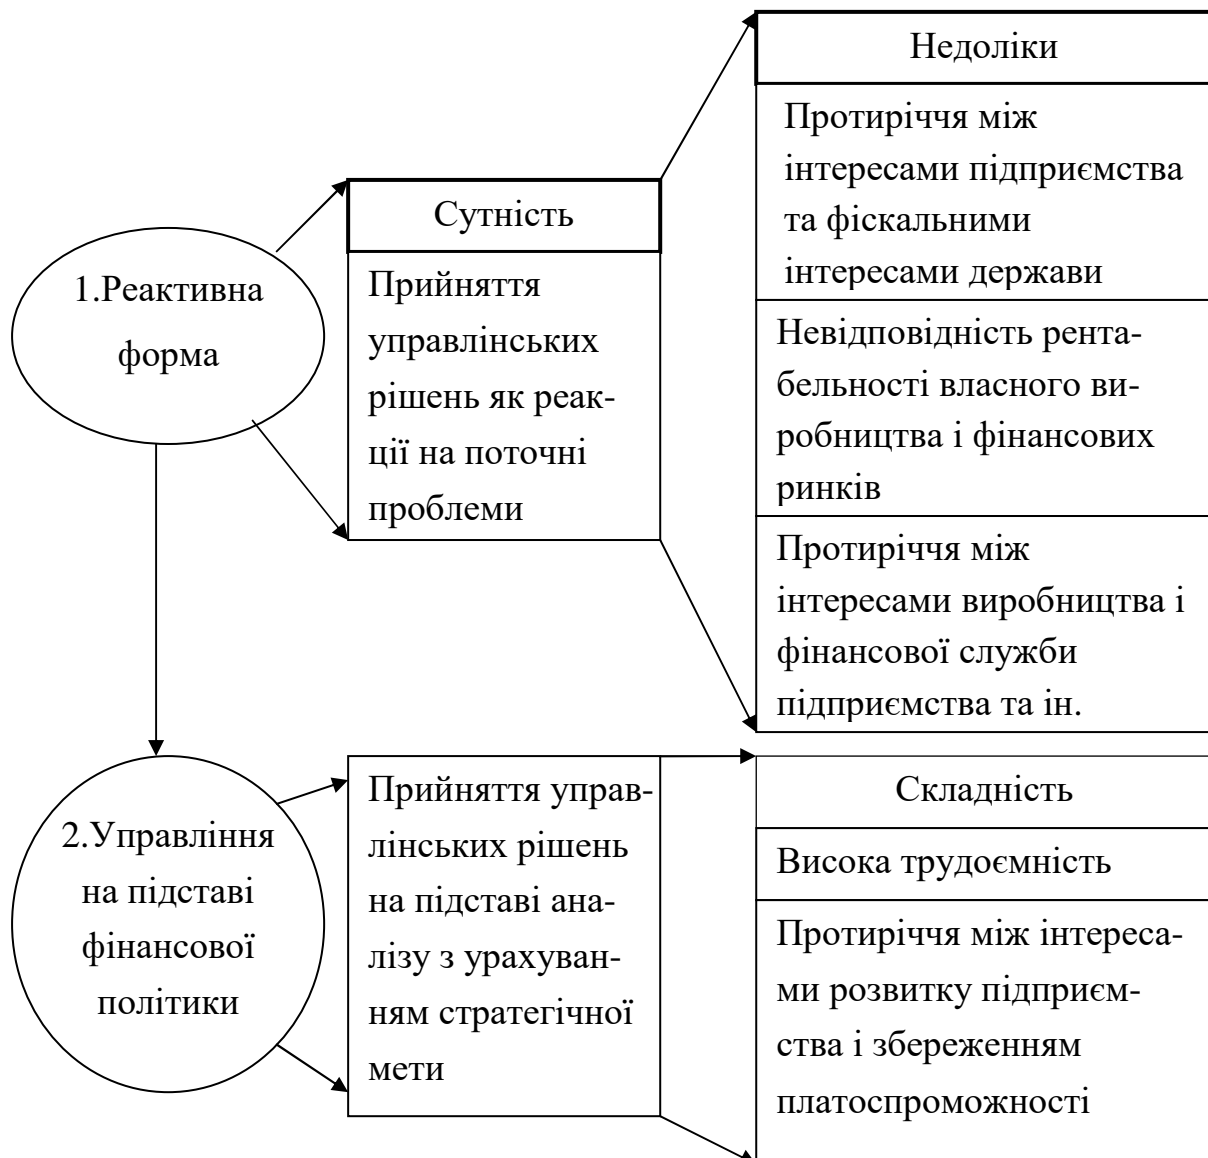 Недоліки
Протиріччя між
інтересами підприємства
та фіскальними
інтересами держави
Невідповідність рента-
бельності власного ви-
робництва і фінансових
ринків
Протиріччя між
інтересами виробництва і
фінансової служби
підприємства та ін.
Сутність
Прийняття
управлінських
рішень як реак-
ції на поточні
проблеми
1.Реактивна
форма
2.Управління
на підставі
фінансової
політики
Прийняття управ-
лінських рішень
на підставі ана-
лізу з урахуван-
ням стратегічної
мети
Складність
Висока трудоємність
Протиріччя між інтереса-
ми розвитку підприєм-
ства і збереженням
платоспроможності